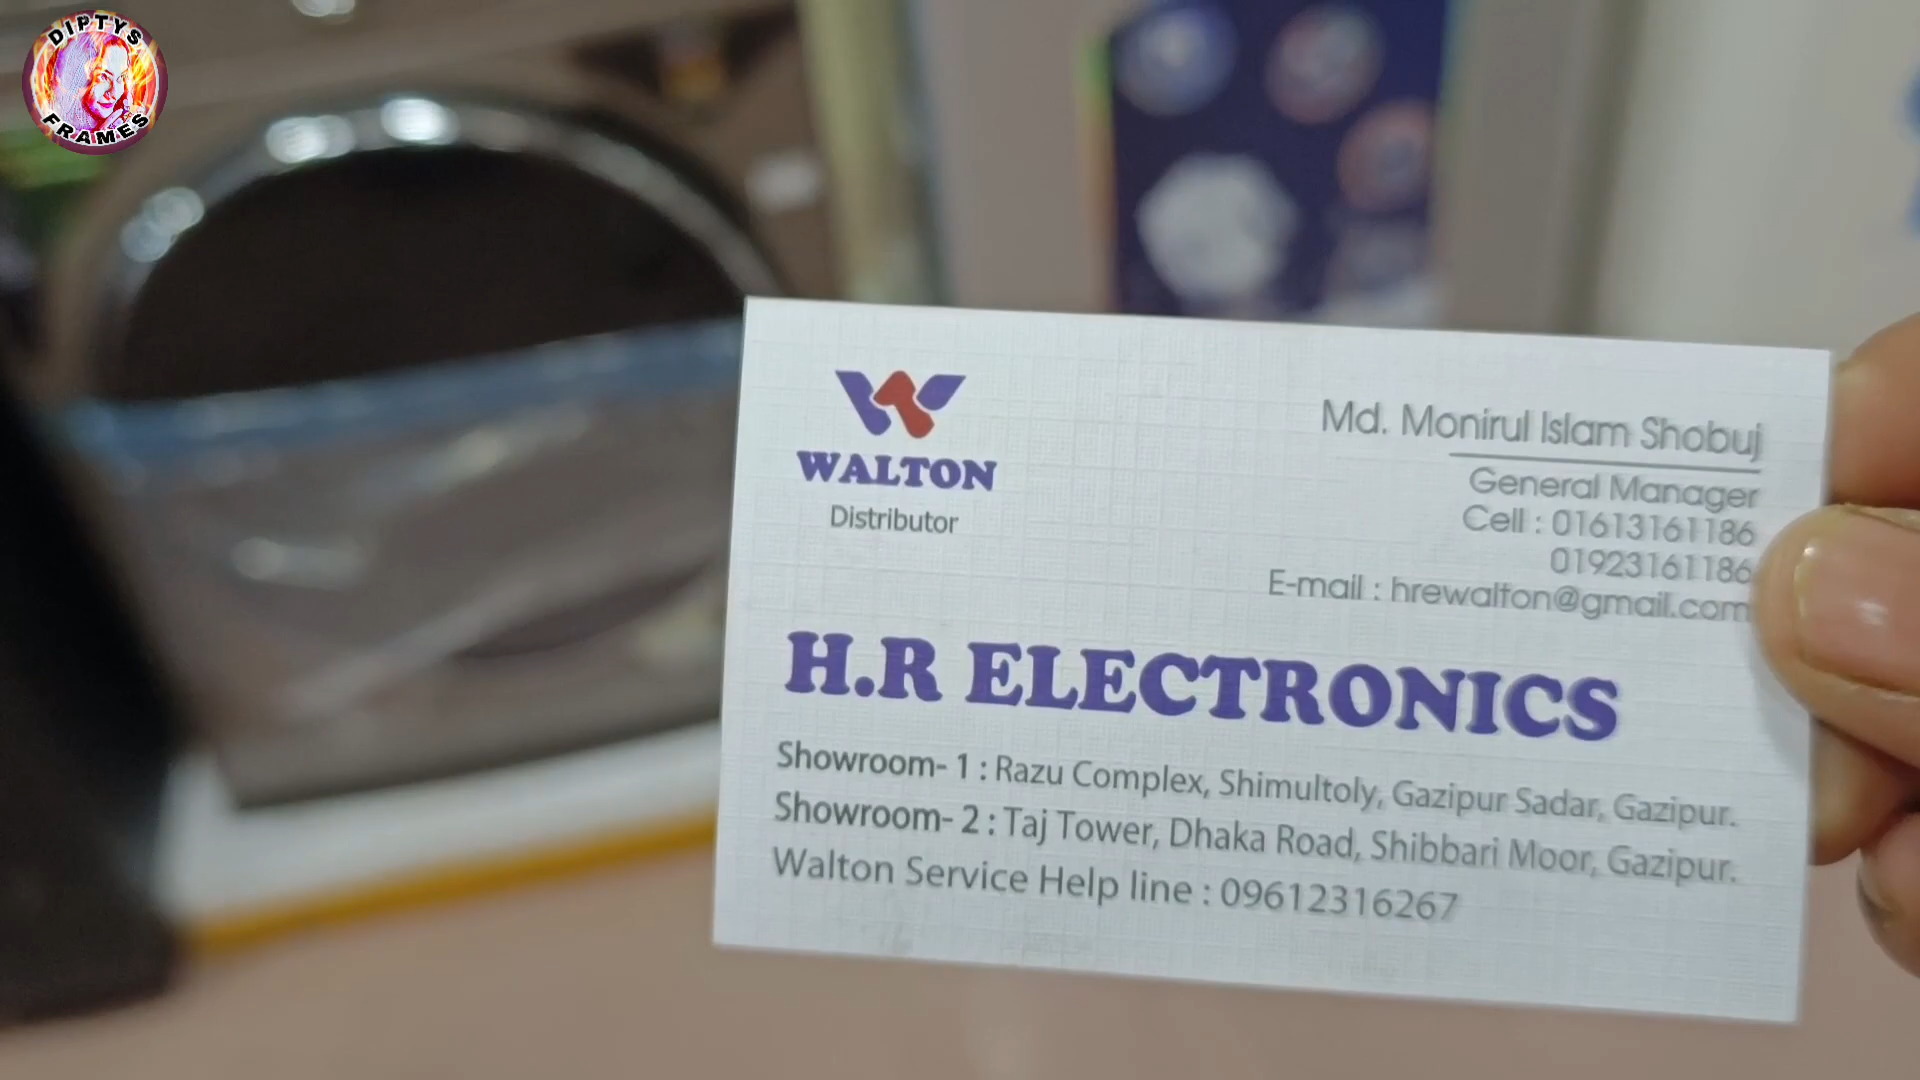 DIPTYS
FRAMES
WALTON
Distributor
Md. Monirul Islam Shobuj
General Manager
Cell : 01613161186
01923161186
E-mail : hrewalton@gmail.com
H.R ELECTRONICS
Showroom- 1 : Razu Complex, Shimultoly, Gazipur Sadar, Gazipur.
Showroom- 2 : Taj Tower, Dhaka Road, Shibbari Moor, Gazipur.
Walton Service Help line : 09612316267